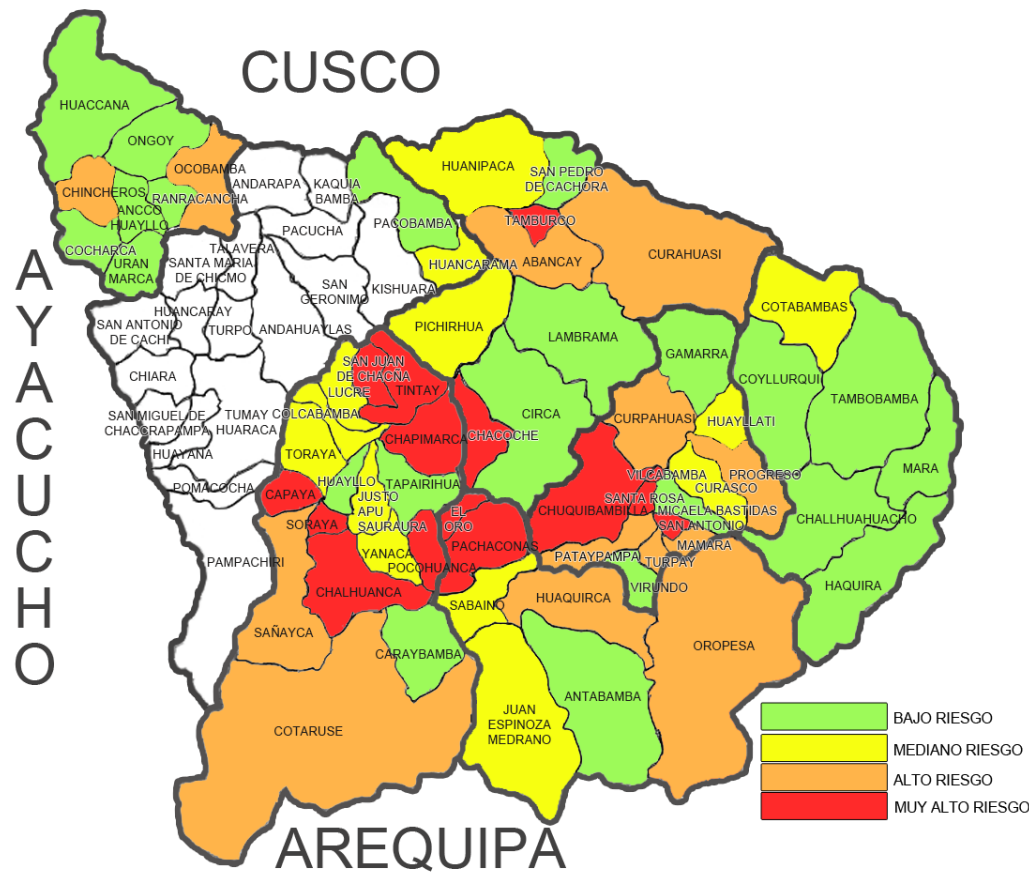 CUSCO
AYACUCHO
AREQUIPA
HUACCANA
ONGOY
OCOBAMBA
CHINCHEROS
RANRACANCHA
ANCCO
HUAYLLO
COCHARCA
URAN
MARCA
ANDARAPA
KAQUIA
BAMBA
PACUCHA
PACOBAMBA
TALAVERA
SANTA MARIA
DE CHICMO
HUANCARAY
SAN ANTONIO
DE CACHI
TURPO
ANDAHUAYLAS
SAN
GERONIMO
KISHUARA
HUANCARAMA
CHIARA
SAN MIGUEL DE
CHACCRAPAMPA
TUMAY
HUARACA
HUAYANA
POMACOCHA
PAMPACHIRI
HUANIPACA
SAN PEDRO
DE CACHORA
TAMBURCO
ABANCAY
CURAHUASI
PICHIRHUA
LAMBRAMA
CIRCA
CHACOCHE
SAN JUAN
DE CHACÑA
LUCRE
TINTAY
COLCABAMBA
CHAPIMARCA
TORAYA
HUAYLLO
TAPAIRIHUA
CAPAYA
JUSTO
APU
SAURAURA
SORAYA
YANACA
POCOHUANCA
CHALHUANCA
SAÑAYCA
CARAYBAMBA
COTARUSE
EL
ORO
PACHACONAS
SABAINO
HUAQUIRCA
JUAN
ESPINOZA
MEDRANO
ANTABAMBA
OROPESA
COTABAMBAS
GAMARRA
COYLLURQUI
TAMBOBAMBA
CURPAHUASI
HUAYLLATI
MARA
VILCABAMBA
PROGRESO
CURASCO
SANTA ROSA
CHUQUIBAMBILLA
MICAELA BASTIDAS
SAN ANTONIO
CHALLHUAHUACHO
MAMARA
PATAYPAMPA
TURPAY
VIRUNDO
HAQUIRA
BAJO RIESGO
MEDIANO RIESGO
ALTO RIESGO
MUY ALTO RIESGO